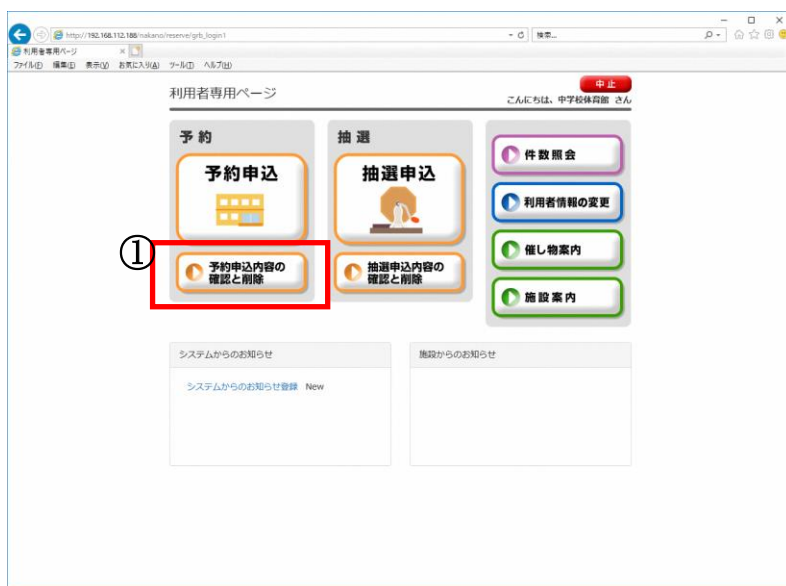 http://192.168.112.188/nakano/reserve/grb_login1
検索...
利用者専用ページ
ファイル(F) 編集(E) 表示(V) お気に入り(A) ツール(T) ヘルプ(H)
利用者専用ページ
中止
こんにちは、中学校体育館 さん
予約
抽選
予約申込
抽選申込
①
予約申込内容の
確認と削除
抽選申込内容の
確認と削除
件数照会
利用者情報の変更
催し物案内
施設案内
システムからのお知らせ
システムからのお知らせ登録 New
施設からのお知らせ